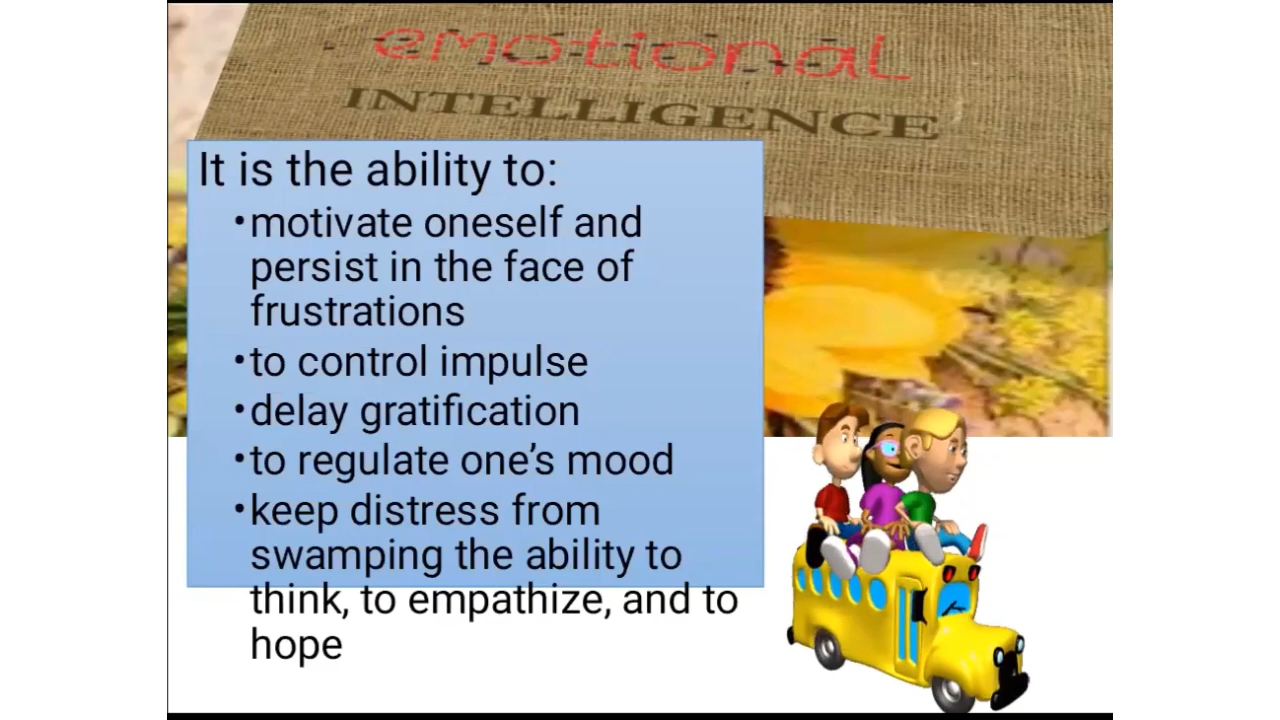 emotional
INTELLIGENCE
It is the ability to:
•motivate oneself and
persist in the face of
frustrations
•to control impulse
•delay gratification
•to regulate one’s mood
•keep distress from
swamping the ability to
think, to empathize, and to
hope